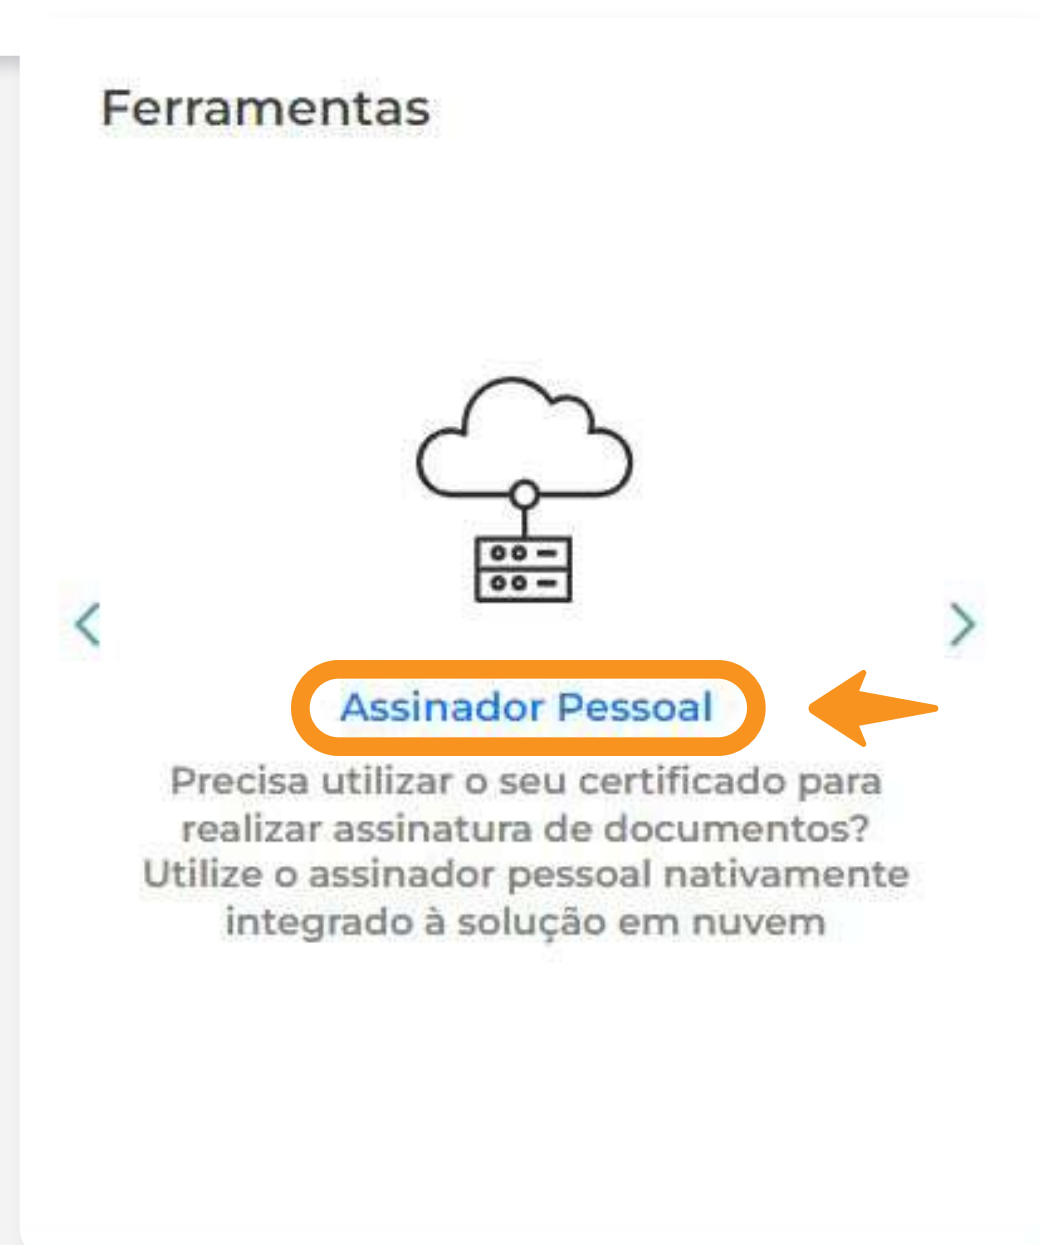 Ferramentas
Assinador Pessoal
Precisa utilizar o seu certificado para
realizar assinatura de documentos?
Utilize o assinador pessoal nativamente
integrado à solução em nuvem